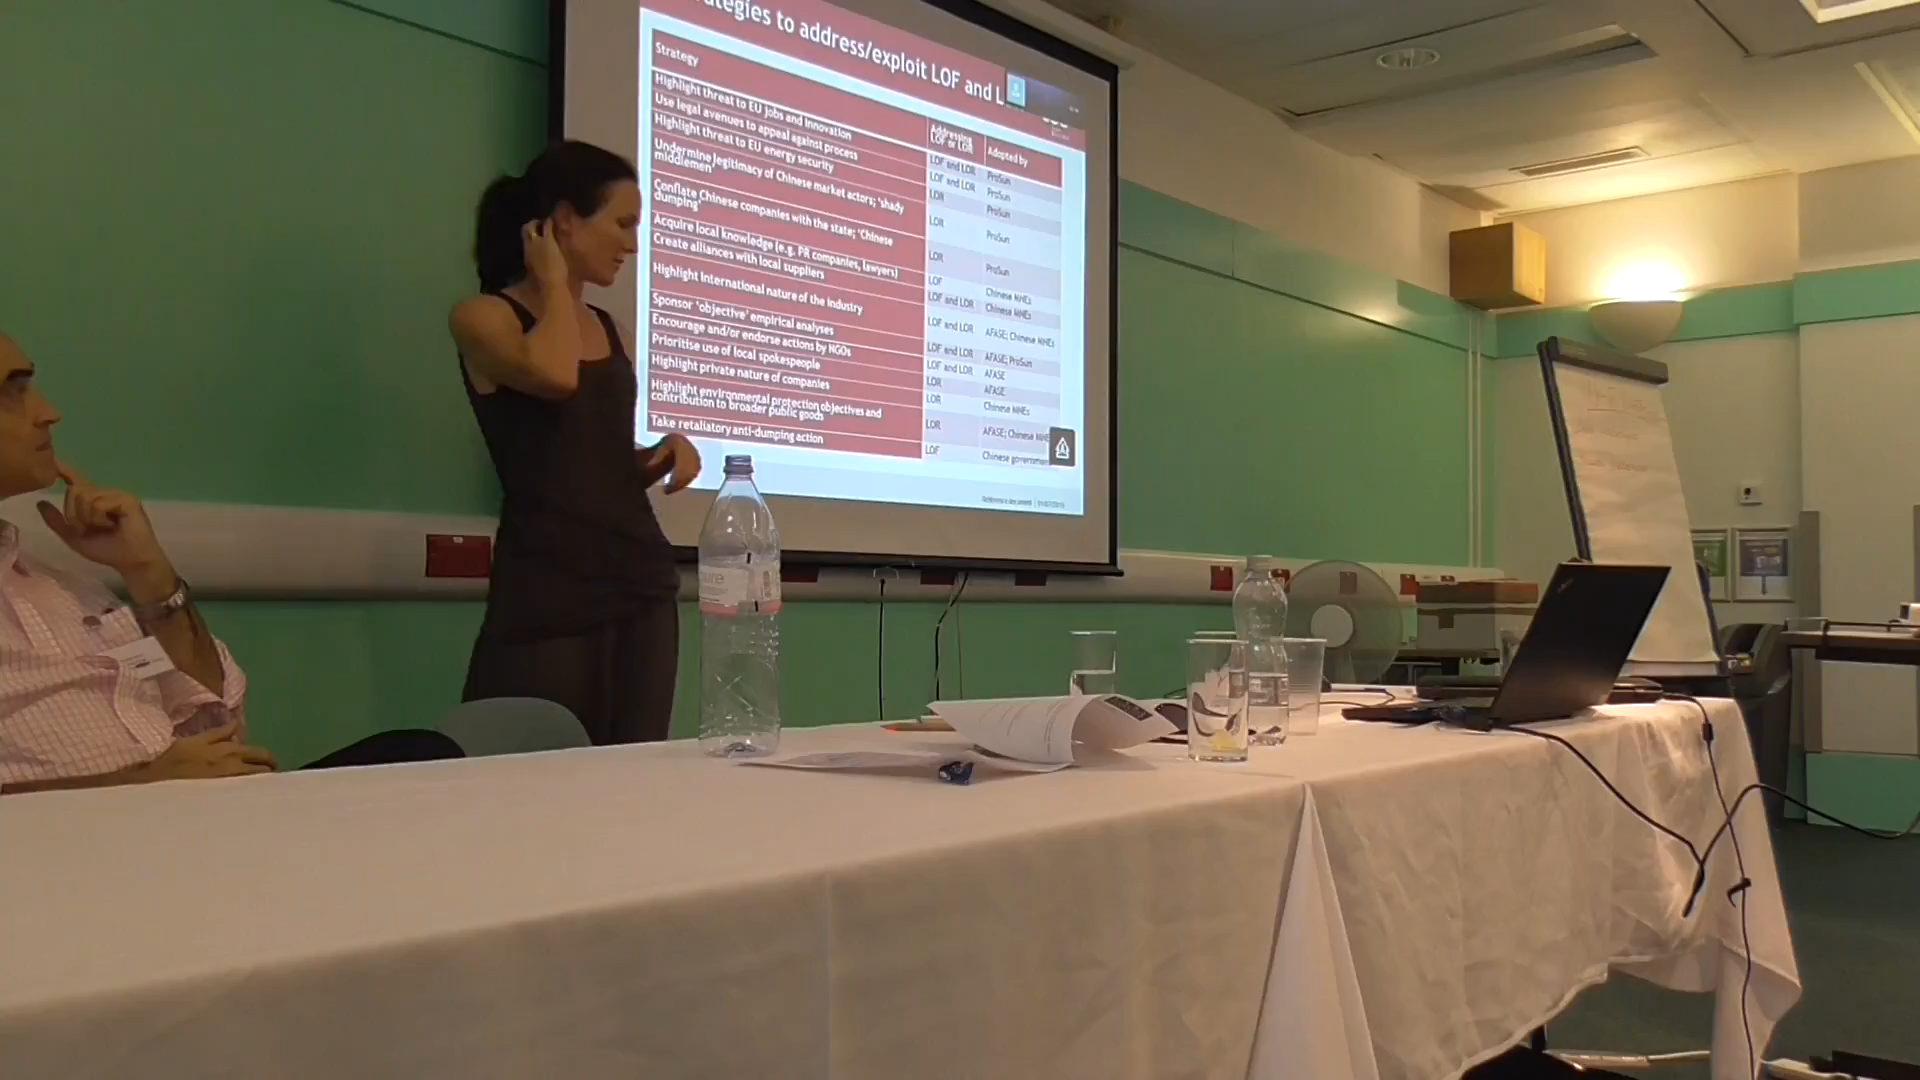 ategies to address/exploit LOF and L
Strategy
Addressing
LOF or LOR
Adopted by
Highlight threat to EU jobs and innovation
LOF and LOR
ProSun
Use legal avenues to appeal against process
LOF and LOR
ProSun
Highlight threat to EU energy security
LOR
ProSun
Undermine legitimacy of Chinese market actors; 'shady
middlemen'
LOR
ProSun
Conflate Chinese companies with the state; 'Chinese
dumping'
LOR
ProSun
Acquire local knowledge (e.g. PR companies, lawyers)
LOF
Chinese MNEs
Create alliances with local suppliers
LOF and LOR
Chinese MNEs
Highlight international nature of the industry
LOF and LOR
AFASE; Chinese MNEs
Sponsor 'objective' empirical analyses
LOF and LOR
AFASE; ProSun
Encourage and/or endorse actions by NGOs
LOF and LOR
AFASE
Prioritise use of local spokespeople
LOR
AFASE
Highlight private nature of companies
LOR
Chinese MNEs
Highlight environmental protection objectives and
contribution to broader public goods
LOR
AFASE; Chinese MNE
Take retaliatory anti-dumping action
LOF
Chinese governmen